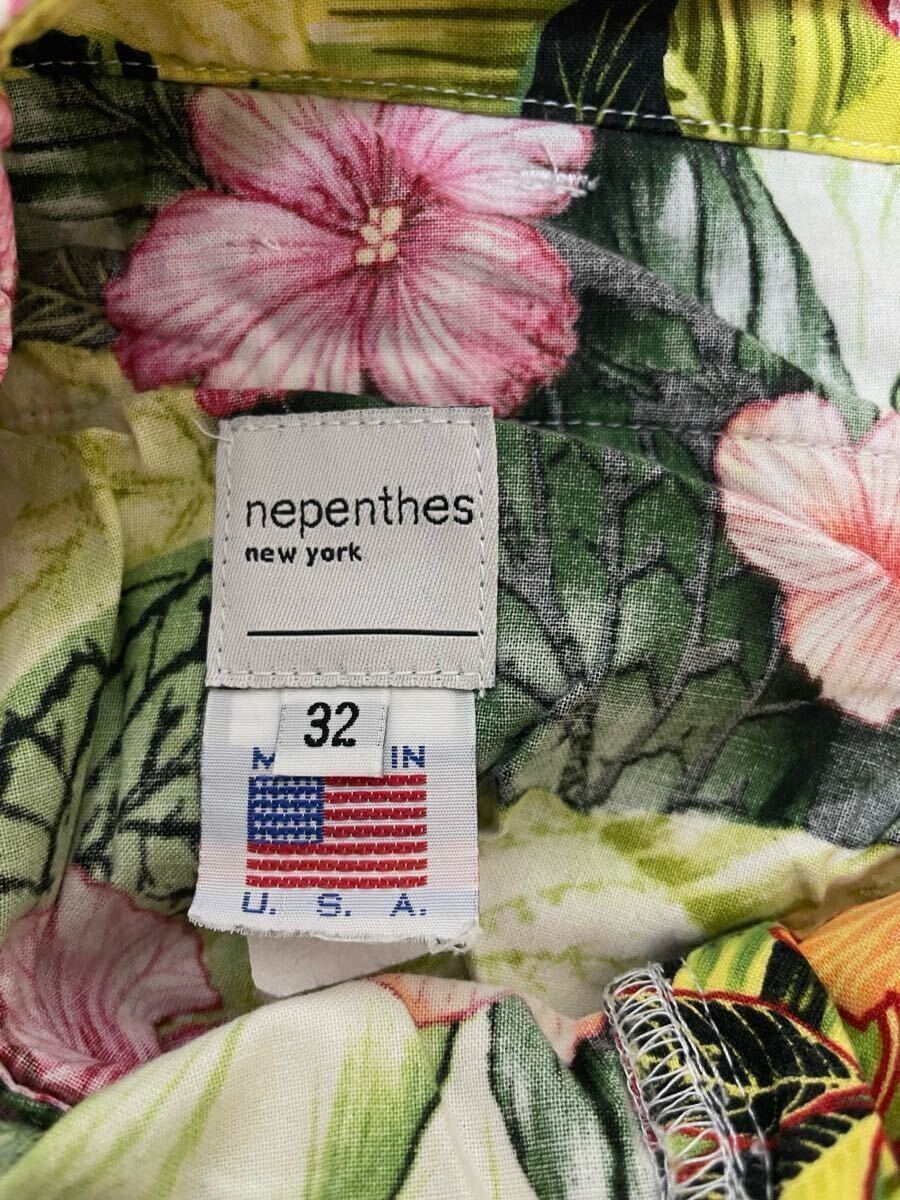 nepenthes
new york
32
M IN
U. S. A.